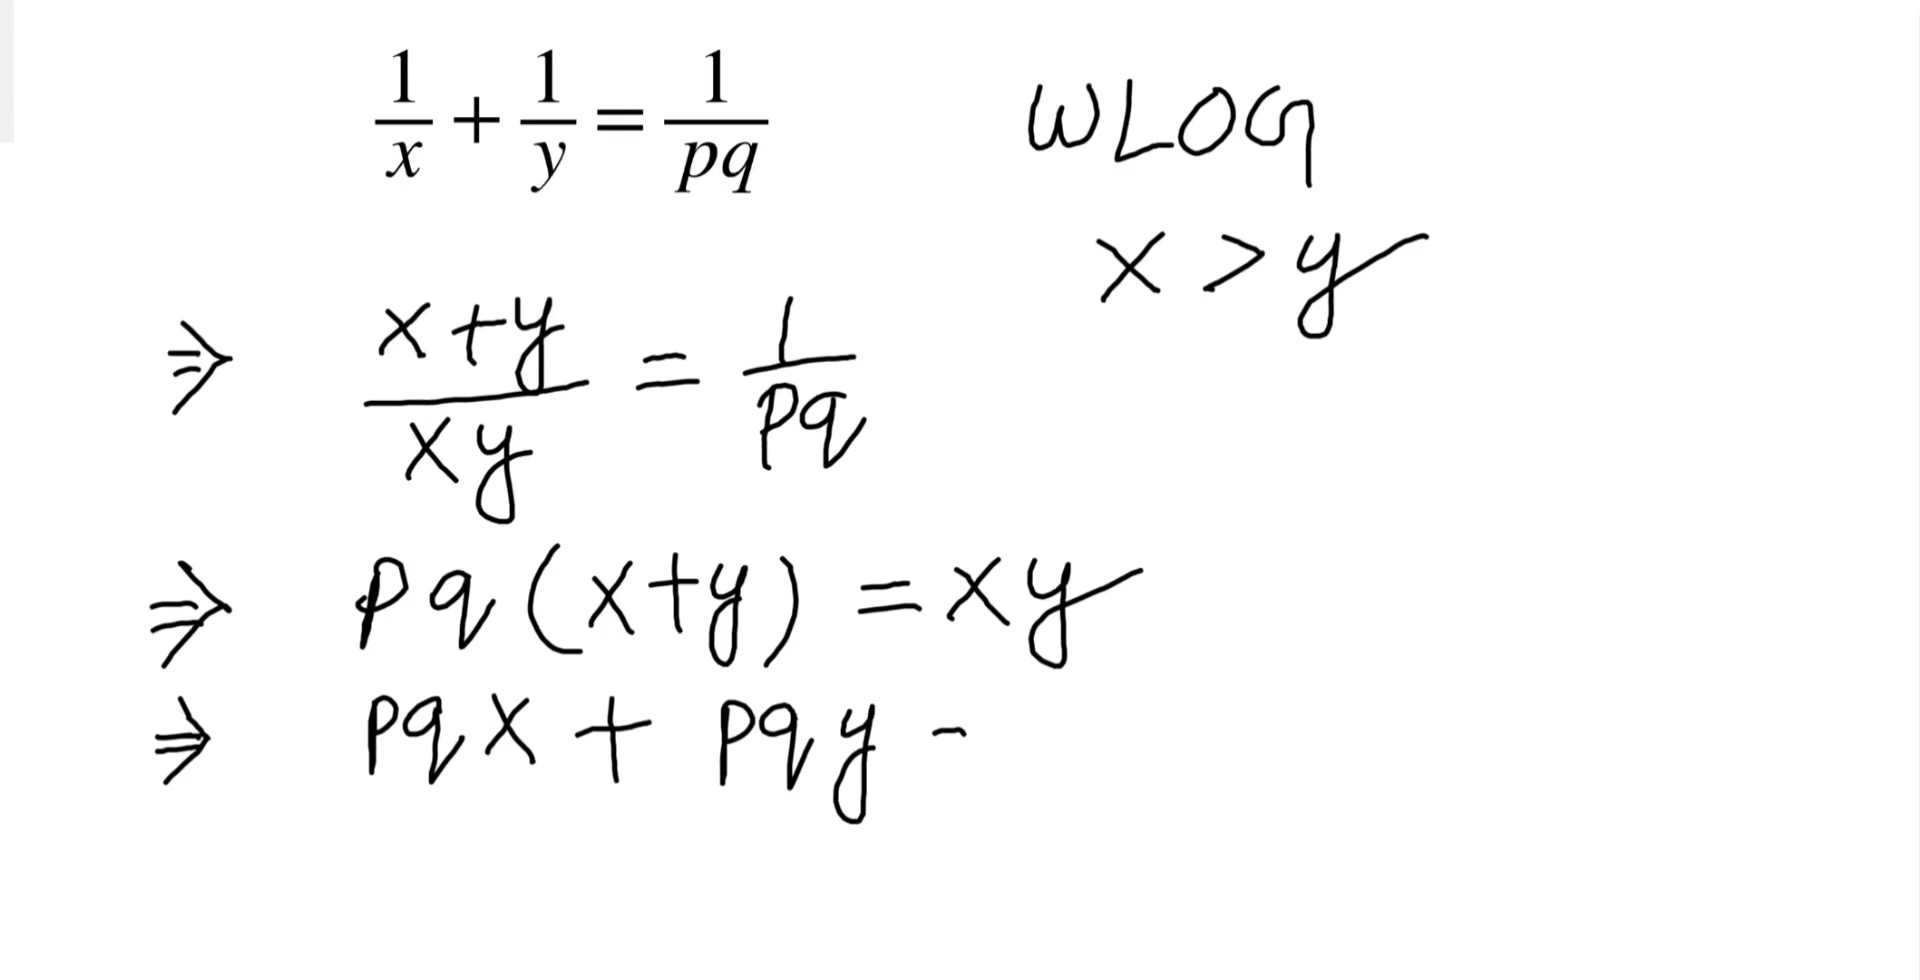 1/x + 1/y = 1/pq
WLOG
x > y
⇒ x+y/xy = 1/pq
⇒ pq(x+y) = xy
⇒ pqx + pqy -